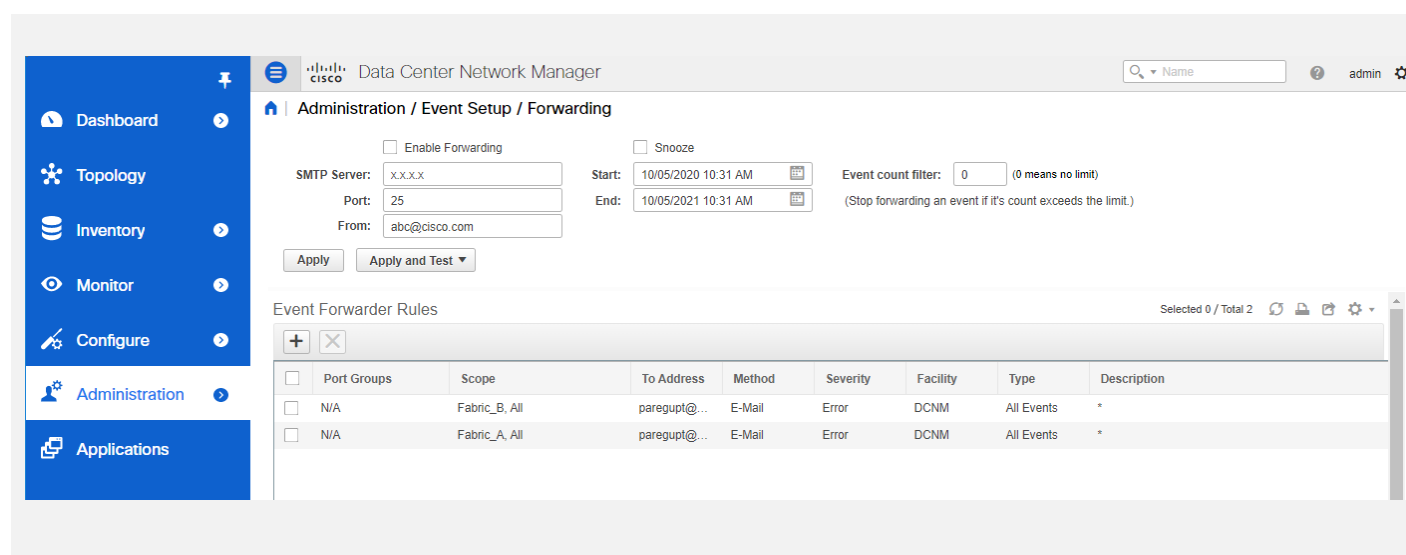 CISCO Data Center Network Manager
Name
admin
Dashboard
Topology
Inventory
Monitor
Configure
Administration
Applications
Administration / Event Setup / Forwarding
Enable Forwarding
Snooze
SMTP Server: x.x.x.x
Start: 10/05/2020 10:31 AM
Event count filter: 0 (0 means no limit)
Port: 25
End: 10/05/2021 10:31 AM
(Stop forwarding an event if it's count exceeds the limit.)
From: abc@cisco.com
Apply
Apply and Test
Event Forwarder Rules
Selected 0 / Total 2
Port Groups Scope To Address Method Severity Facility Type Description
N/A Fabric_B, All paregupt@... E-Mail Error DCNM All Events *
N/A Fabric_A, All paregupt@... E-Mail Error DCNM All Events *